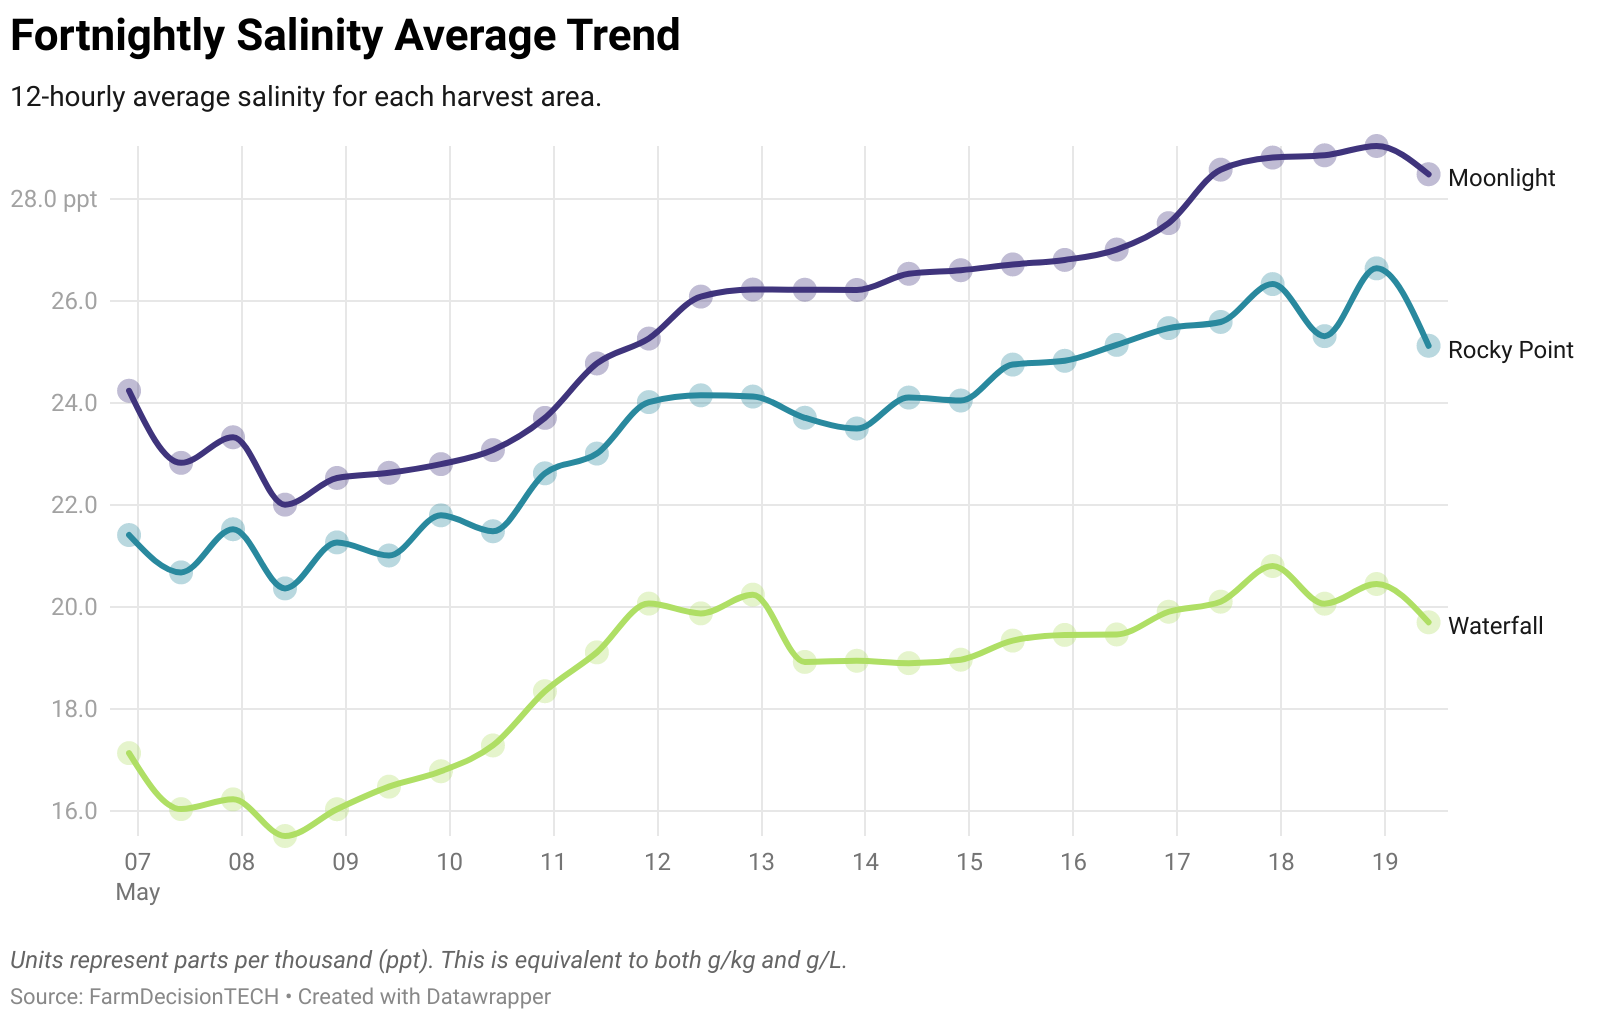 Fortnightly Salinity Average Trend
12-hourly average salinity for each harvest area.
28.0 ppt
26.0
24.0
22.0
20.0
18.0
16.0
Moonlight
Rocky Point
Waterfall
07 08 09 10 11 12 13 14 15 16 17 18 19
May
Units represent parts per thousand (ppt). This is equivalent to both g/kg and g/L.
Source: FarmDecisionTECH • Created with Datawrapper